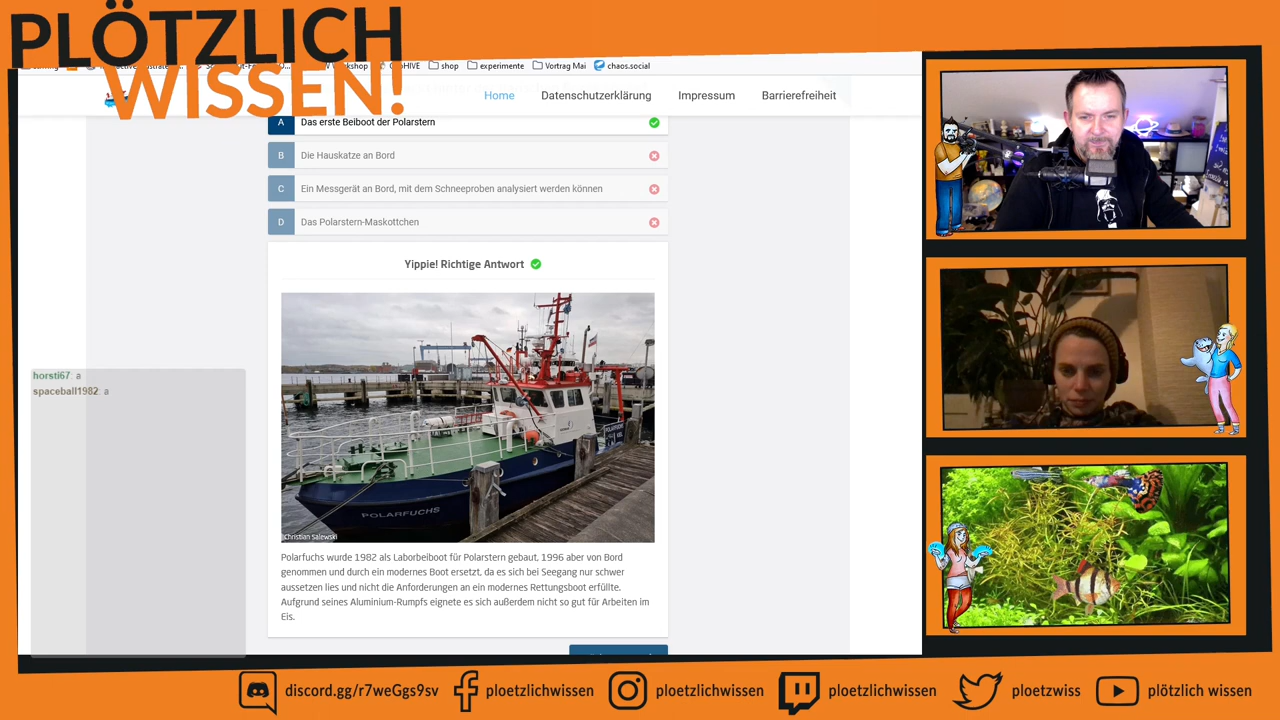 PLÖTZLICH
WISSEN!
GeoHIVE shop experimente Vortrag Mai chaos.social
Home Datenschutzerklärung Impressum Barrierefreiheit
A Das erste Beiboot der Polarstern
B Die Hauskatze an Bord
C Ein Messgerät an Bord, mit dem Schneeproben analysiert werden können
D Das Polarstern-Maskottchen
Yippie! Richtige Antwort
POLARFUCHS
Christian Salewski
Polarfuchs wurde 1982 als Laborbeiboot für Polarstern gebaut, 1996 aber von Bord
genommen und durch ein modernes Boot ersetzt, da es sich bei Seegang nur schwer
aussetzen lies und nicht die Anforderungen an ein modernes Rettungsboot erfüllte.
Aufgrund seines Aluminium-Rumpfs eignete es sich außerdem nicht so gut für Arbeiten im
Eis.
horsti67: a
spaceball1982: a
discord.gg/r7weGgs9sv ploetzlichwissen ploetzlichwissen ploetzlichwissen ploetzwiss plötzlich wissen